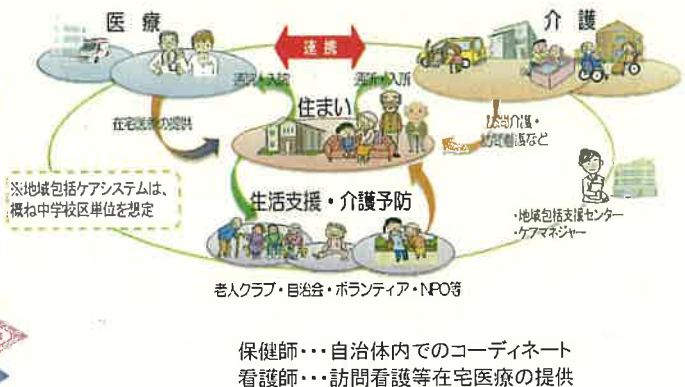 医療
介護
連携
通院・入院
通所・入所
住まい
在宅医療の提供
訪問介護・
訪問看護など
※地域包括ケアシステムは、
概ね中学校区単位を想定
生活支援・介護予防
・地域包括支援センター
・ケアマネジャー
老人クラブ・自治会・ボランティア・NPO等
保健師・・・自治体内でのコーディネート
看護師・・・訪問看護等在宅医療の提供